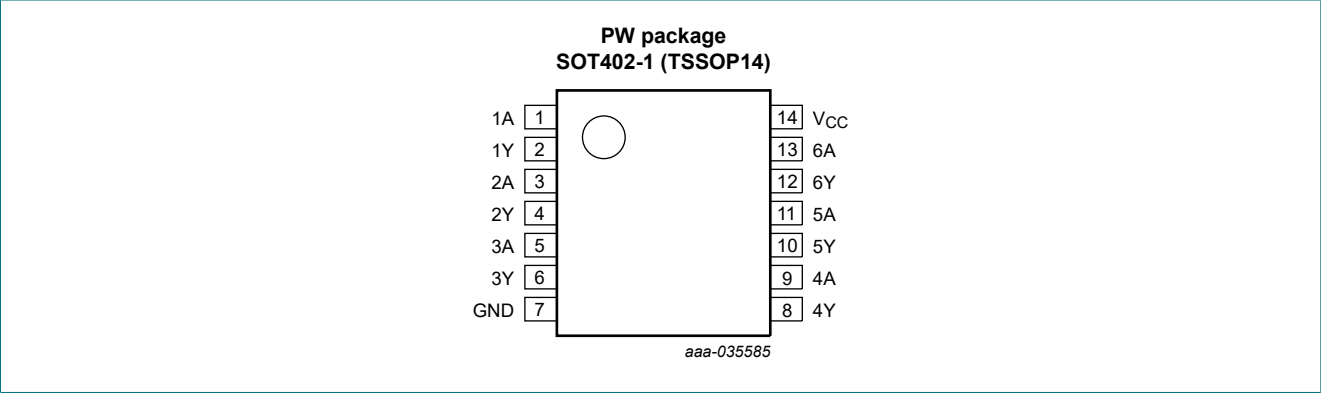 PW package
SOT402-1 (TSSOP14)
1A 1 14 VCC
1Y 2 13 6A
2A 3 12 6Y
2Y 4 11 5A
3A 5 10 5Y
3Y 6 9 4A
GND 7 8 4Y
aaa-035585